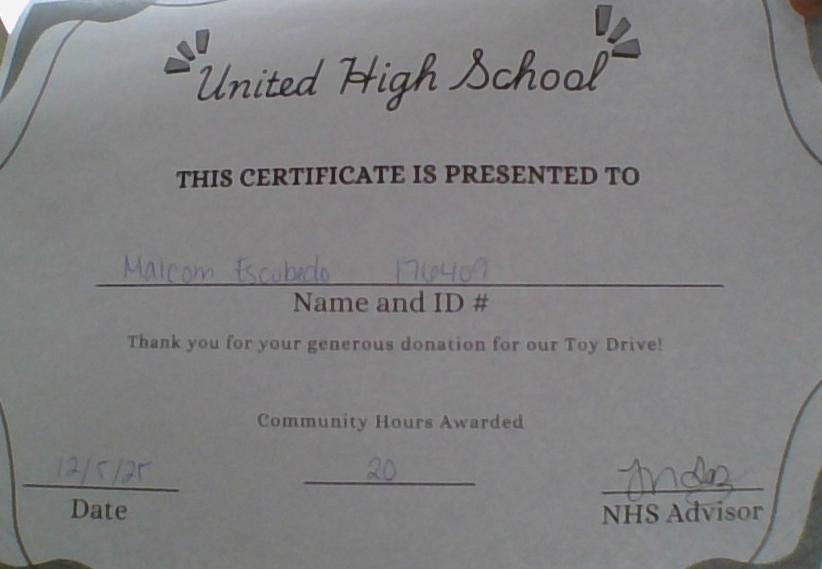 United High School
THIS CERTIFICATE IS PRESENTED TO
Malcom Escobedo 176409
Name and ID #
Thank you for your generous donation for our Toy Drive!
Community Hours Awarded
12/5/25 20
Date NHS Advisor